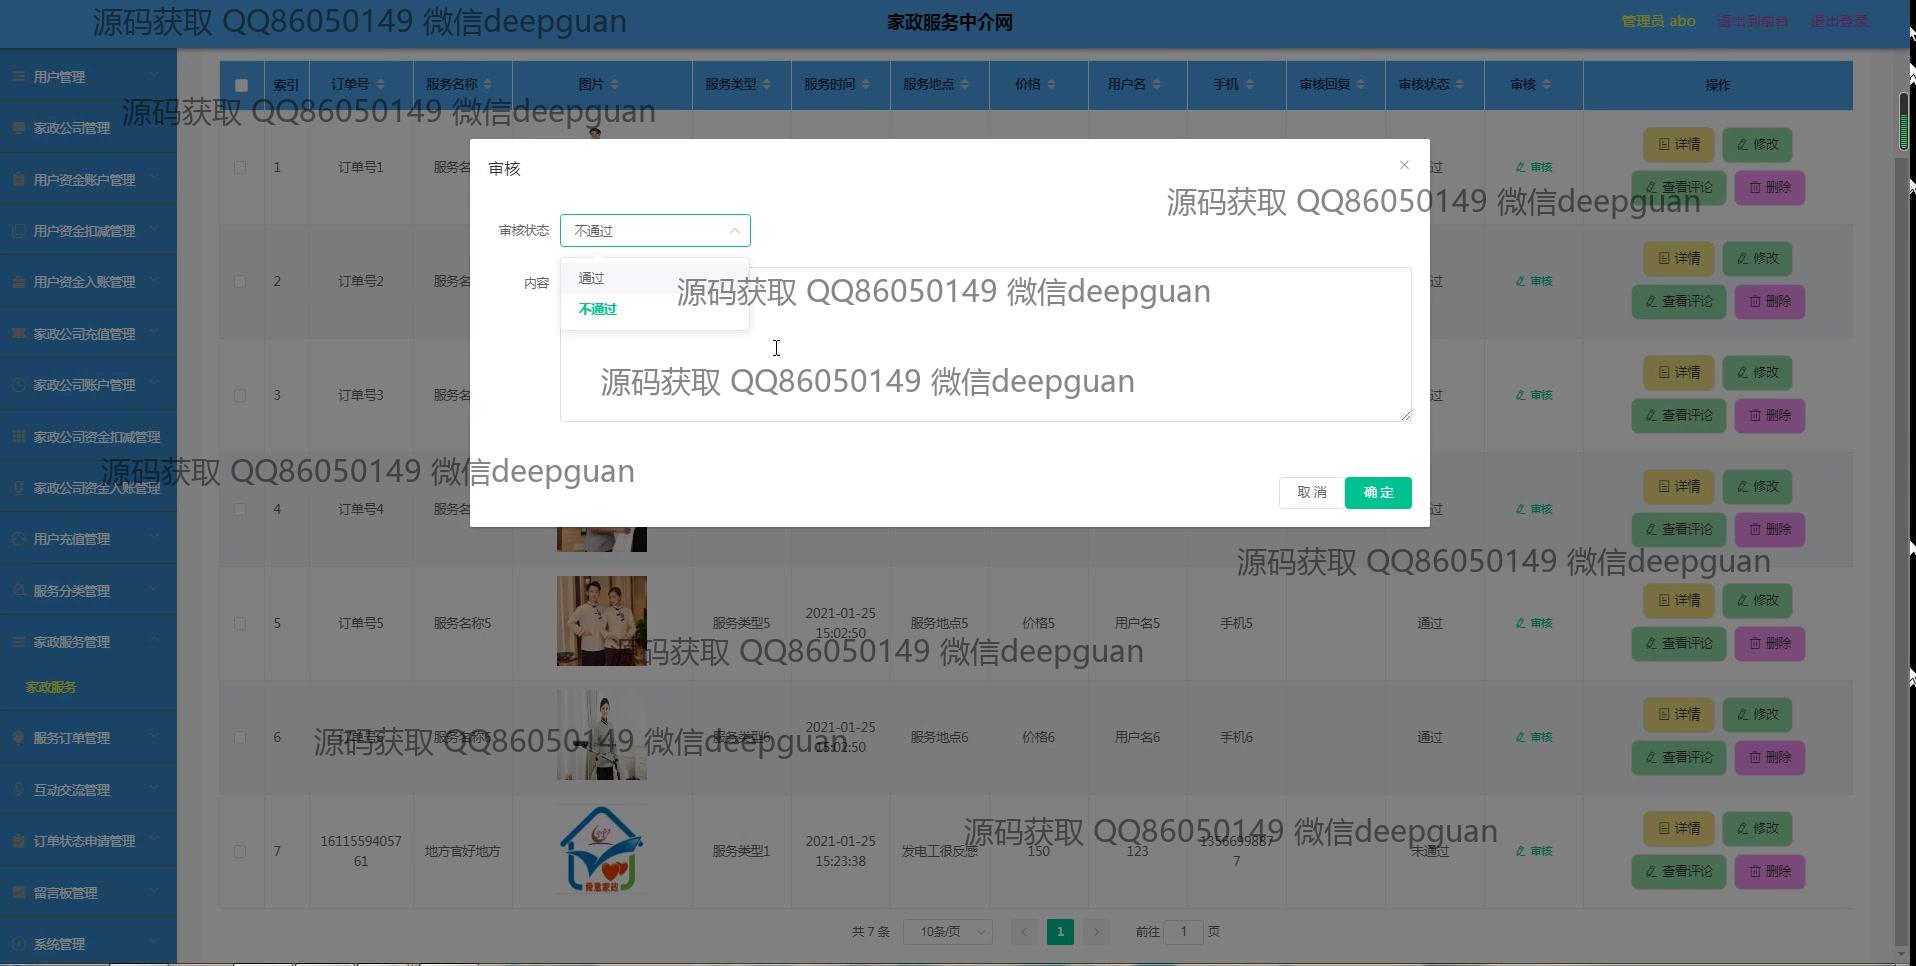 源码获取 QQ86050149 微信deepguan
家政服务中介网
管理员 abo 退出到前台 退出登录
用户管理
家政公司管理
用户资金账户管理
用户资金扣减管理
用户资金入账管理
家政公司充值管理
家政公司账户管理
家政公司资金扣减管理
家政公司资金入账管理
用户充值管理
服务分类管理
家政服务管理
家政服务
服务订单管理
互动交流管理
订单状态申请管理
留言板管理
系统管理
索引 订单号 服务名称 图片 服务类型 服务时间 服务地点 价格 用户名 手机 审核回复 审核状态 审核 操作
源码获取 QQ86050149 微信deepguan
1 订单号1 服务名 过 审核 详情 修改
查看评论 删除
源码获取 QQ86050149 微信deepguan
2 订单号2 服务名 过 审核 详情 修改
查看评论 删除
3 订单号3 服务名 过 审核 详情 修改
查看评论 删除
4 订单号4 服务名 过 审核 详情 修改
查看评论 删除
审核
审核状态 不通过
通过
不通过
内容
源码获取 QQ86050149 微信deepguan
源码获取 QQ86050149 微信deepguan
取消 确定
源码获取 QQ86050149 微信deepguan
源码获取 QQ86050149 微信deepguan
5 订单号5 服务名称5 服务类型5 2021-01-25 15:02:50 服务地点5 价格5 用户名5 手机5 通过 审核 详情 修改
查看评论 删除
源码获取 QQ86050149 微信deepguan
6 订单号6 服务名称6 服务类型6 2021-01-25 15:02:50 服务地点6 价格6 用户名6 手机6 通过 审核 详情 修改
查看评论 删除
源码获取 QQ86050149 微信deepguan
7 1611559405761 地方官好地方 服务类型1 2021-01-25 15:23:38 发电工很反感 150 123 13566998877 未通过 审核 详情 修改
查看评论 删除
源码获取 QQ86050149 微信deepguan
共 7 条 10条/页 1 前往 1 页